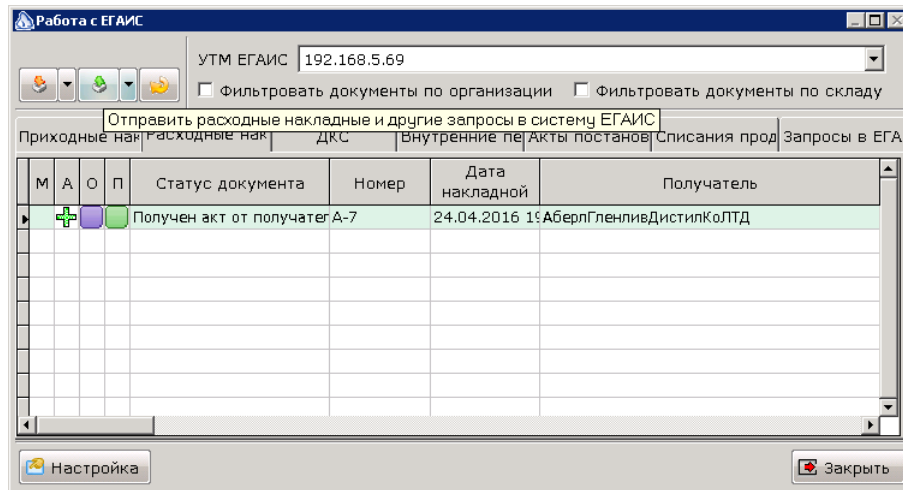 Работа с ЕГАИС
УТМ ЕГАИС 192.168.5.69
Фильтровать документы по организации Фильтровать документы по складу
Отправить расходные накладные и другие запросы в систему ЕГАИС
Приходные нак Расходные нак ДКС Внутренние пе Акты постанов Списания прод Запросы в ЕГА
М А О П Статус документа Номер Дата накладной Получатель
Получен акт от получател А-7 24.04.2016 19 АберлГленливДистилКоЛТД
Настройка Закрыть